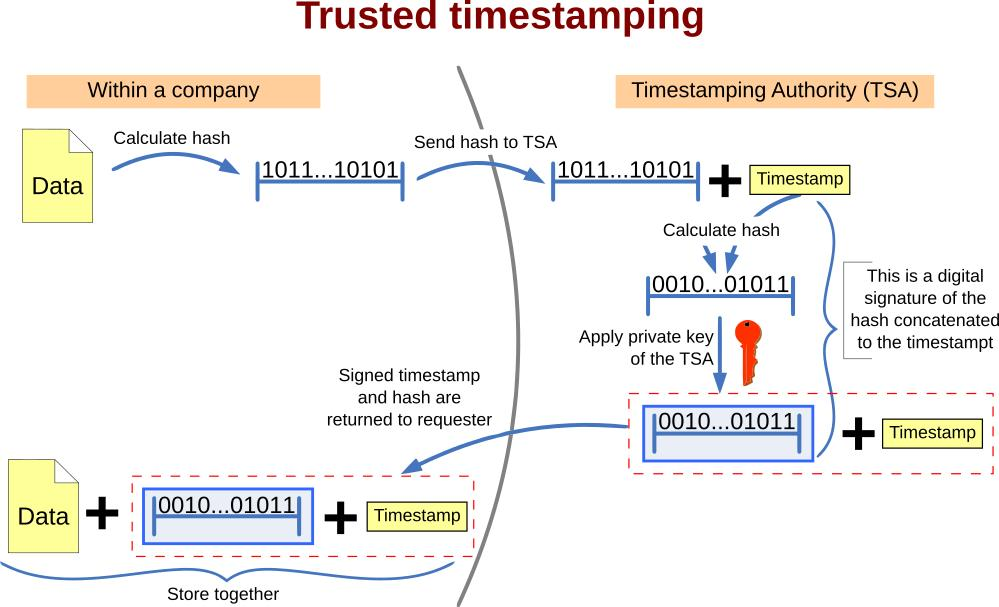 Trusted timestamping
Within a company
Timestamping Authority (TSA)
Data
Calculate hash
1011...10101
Send hash to TSA
1011...10101
Timestamp
Calculate hash
0010...01011
This is a digital
signature of the
hash concatenated
to the timestampt
Apply private key
of the TSA
0010...01011
Timestamp
Signed timestamp
and hash are
returned to requester
Data
0010...01011
Timestamp
Store together